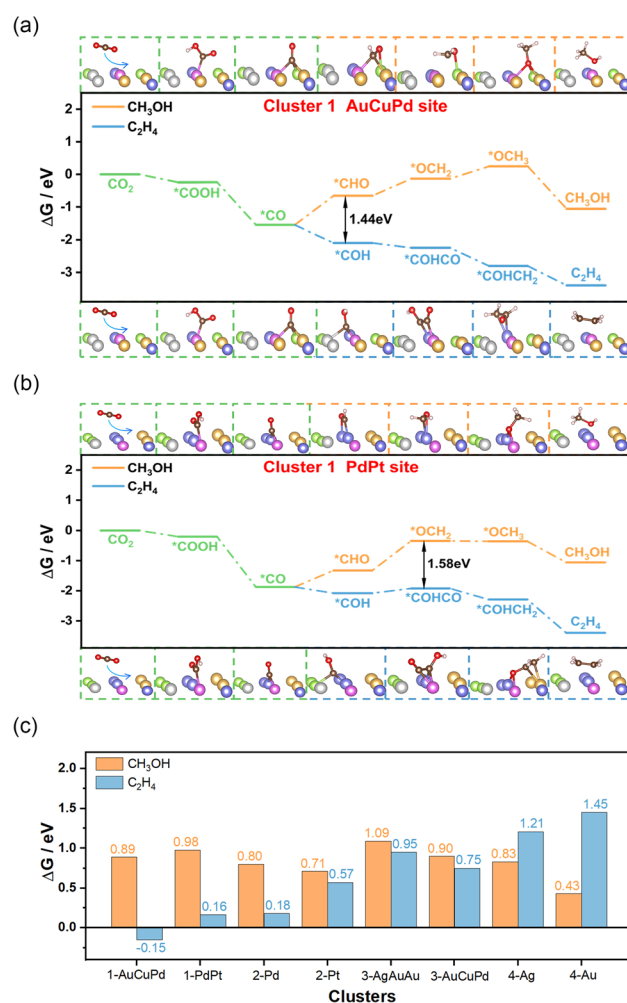 (a)
CH₃OH
C₂H₄
Cluster 1 AuCuPd site
2
1
0
-1
-2
-3
ΔG / eV
CO₂
*COOH
*CO
*CHO
*OCH₂
*OCH₃
CH₃OH
1.44eV
*COH
*COHCO
*COHCH₂
C₂H₄
(b)
CH₃OH
C₂H₄
Cluster 1 PdPt site
2
1
0
-1
-2
-3
ΔG / eV
CO₂
*COOH
*CO
*CHO
*OCH₂
*OCH₃
CH₃OH
1.58eV
*COH
*COHCO
*COHCH₂
C₂H₄
(c)
CH₃OH
C₂H₄
2.0
1.5
1.0
0.5
0.0
ΔG / eV
0.89
-0.15
0.98
0.16
0.80
0.18
0.71
0.57
1.09
0.95
0.90
0.75
0.83
1.21
0.43
1.45
1-AuCuPd 1-PdPt 2-Pd 2-Pt 3-AgAuAu 3-AuCuPd 4-Ag 4-Au
Clusters